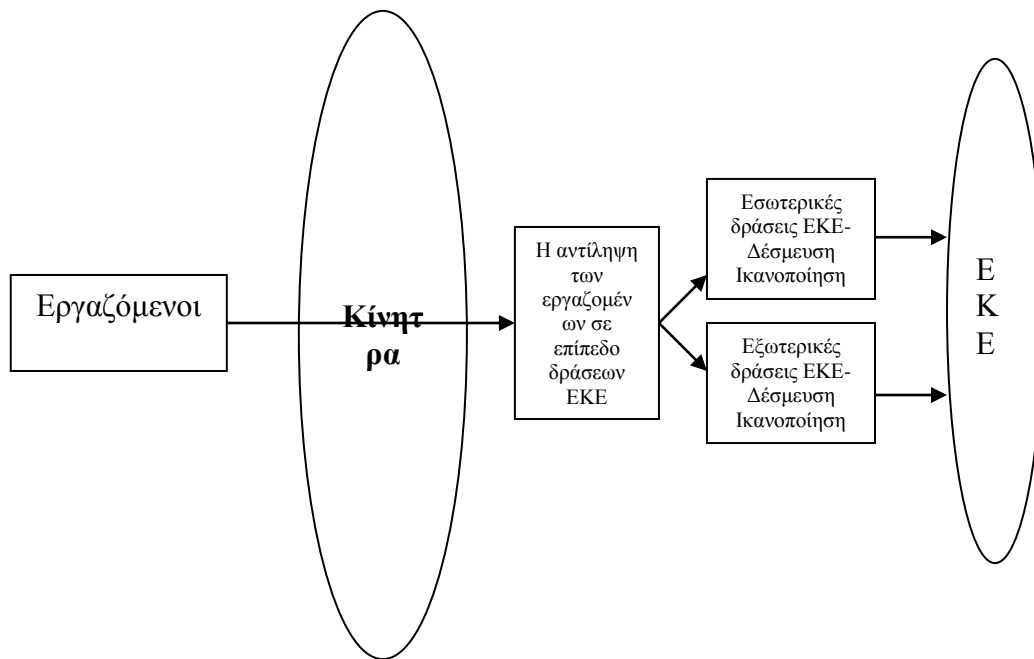 Εργαζόμενοι
Κίνητ
ρα
Η αντίληψη
των
εργαζομέν
ων σε
επίπεδο
δράσεων
ΕΚΕ
Εσωτερικές
δράσεις ΕΚΕ-
Δέσμευση
Ικανοποίηση
Εξωτερικές
δράσεις ΕΚΕ-
Δέσμευση
Ικανοποίηση
Ε
Κ
Ε